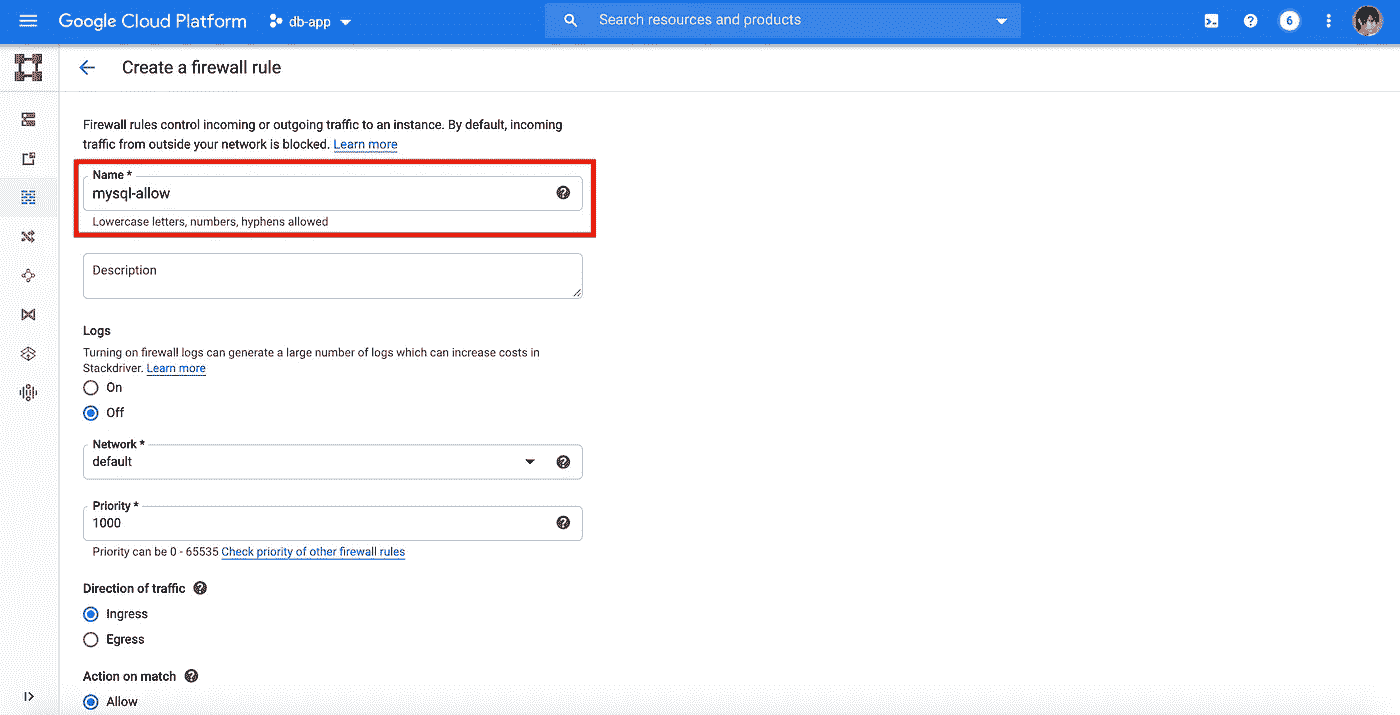 Google Cloud Platform db-app Search resources and products 6
Create a firewall rule
Firewall rules control incoming or outgoing traffic to an instance. By default, incoming
traffic from outside your network is blocked. Learn more
Name *
mysql-allow
Lowercase letters, numbers, hyphens allowed
Description
Logs
Turning on firewall logs can generate a large number of logs which can increase costs in
Stackdriver. Learn more
On
Off
Network *
default
Priority *
1000
Priority can be 0 - 65535 Check priority of other firewall rules
Direction of traffic
Ingress
Egress
Action on match
Allow